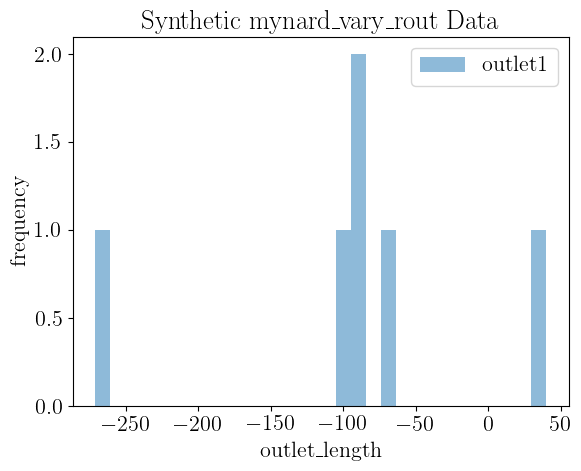 Synthetic mynard_vary_rout Data
outlet1
frequency
2.0
1.5
1.0
0.5
0.0
−250 −200 −150 −100 −50 0 50
outlet_length